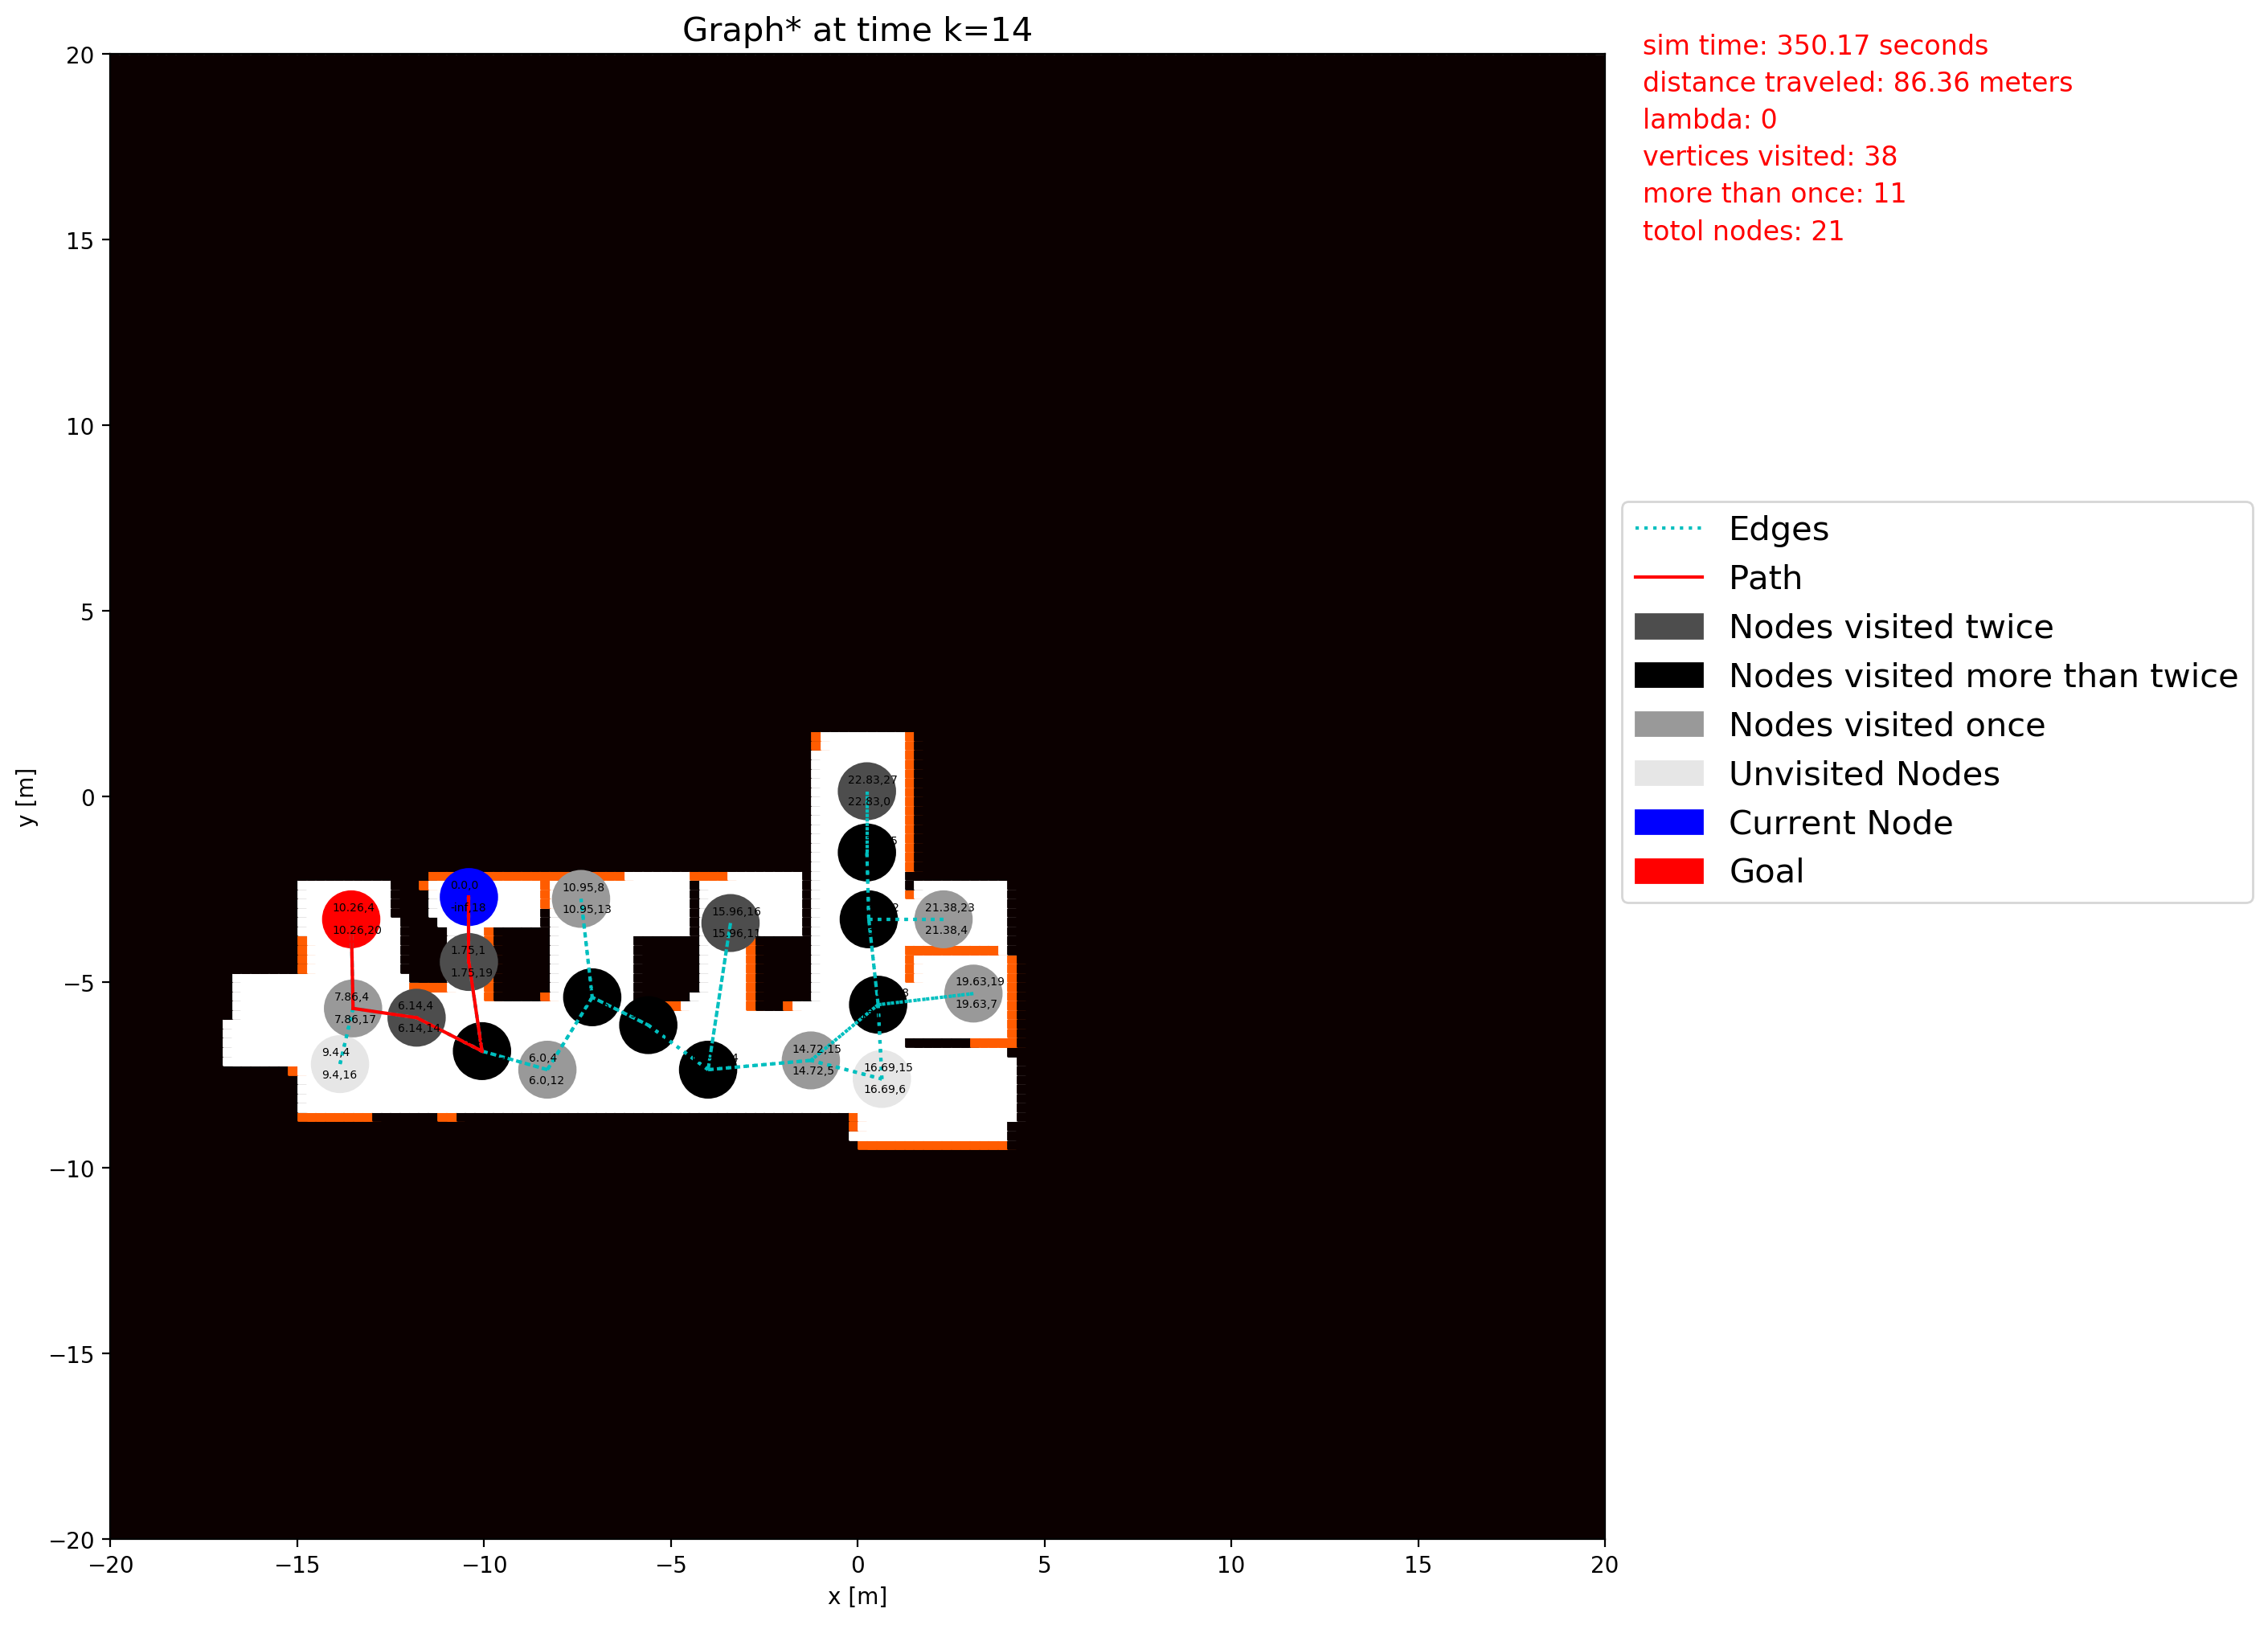 Graph* at time k=14
sim time: 350.17 seconds
distance traveled: 86.36 meters
lambda: 0
vertices visited: 38
more than once: 11
totol nodes: 21
Edges
Path
Nodes visited twice
Nodes visited more than twice
Nodes visited once
Unvisited Nodes
Current Node
Goal
y [m]
20
15
10
5
0
−5
−10
−15
−20
22.83,27
22.83,0
0.0,0
10.95,8
10.95,13
10.26,4
10.26,20
15.96,16
15.96,11
21.38,23
21.38,4
1.75,1
1.75,19
7.86,4
7.86,17
6.14,4
6.14,14
19.63,19
19.63,7
9.4,4
9.4,16
6.0,4
6.0,12
14.72,15
14.72,5
16.69,15
16.69,6
−20
−15
−10
−5
0
5
10
15
20
x [m]